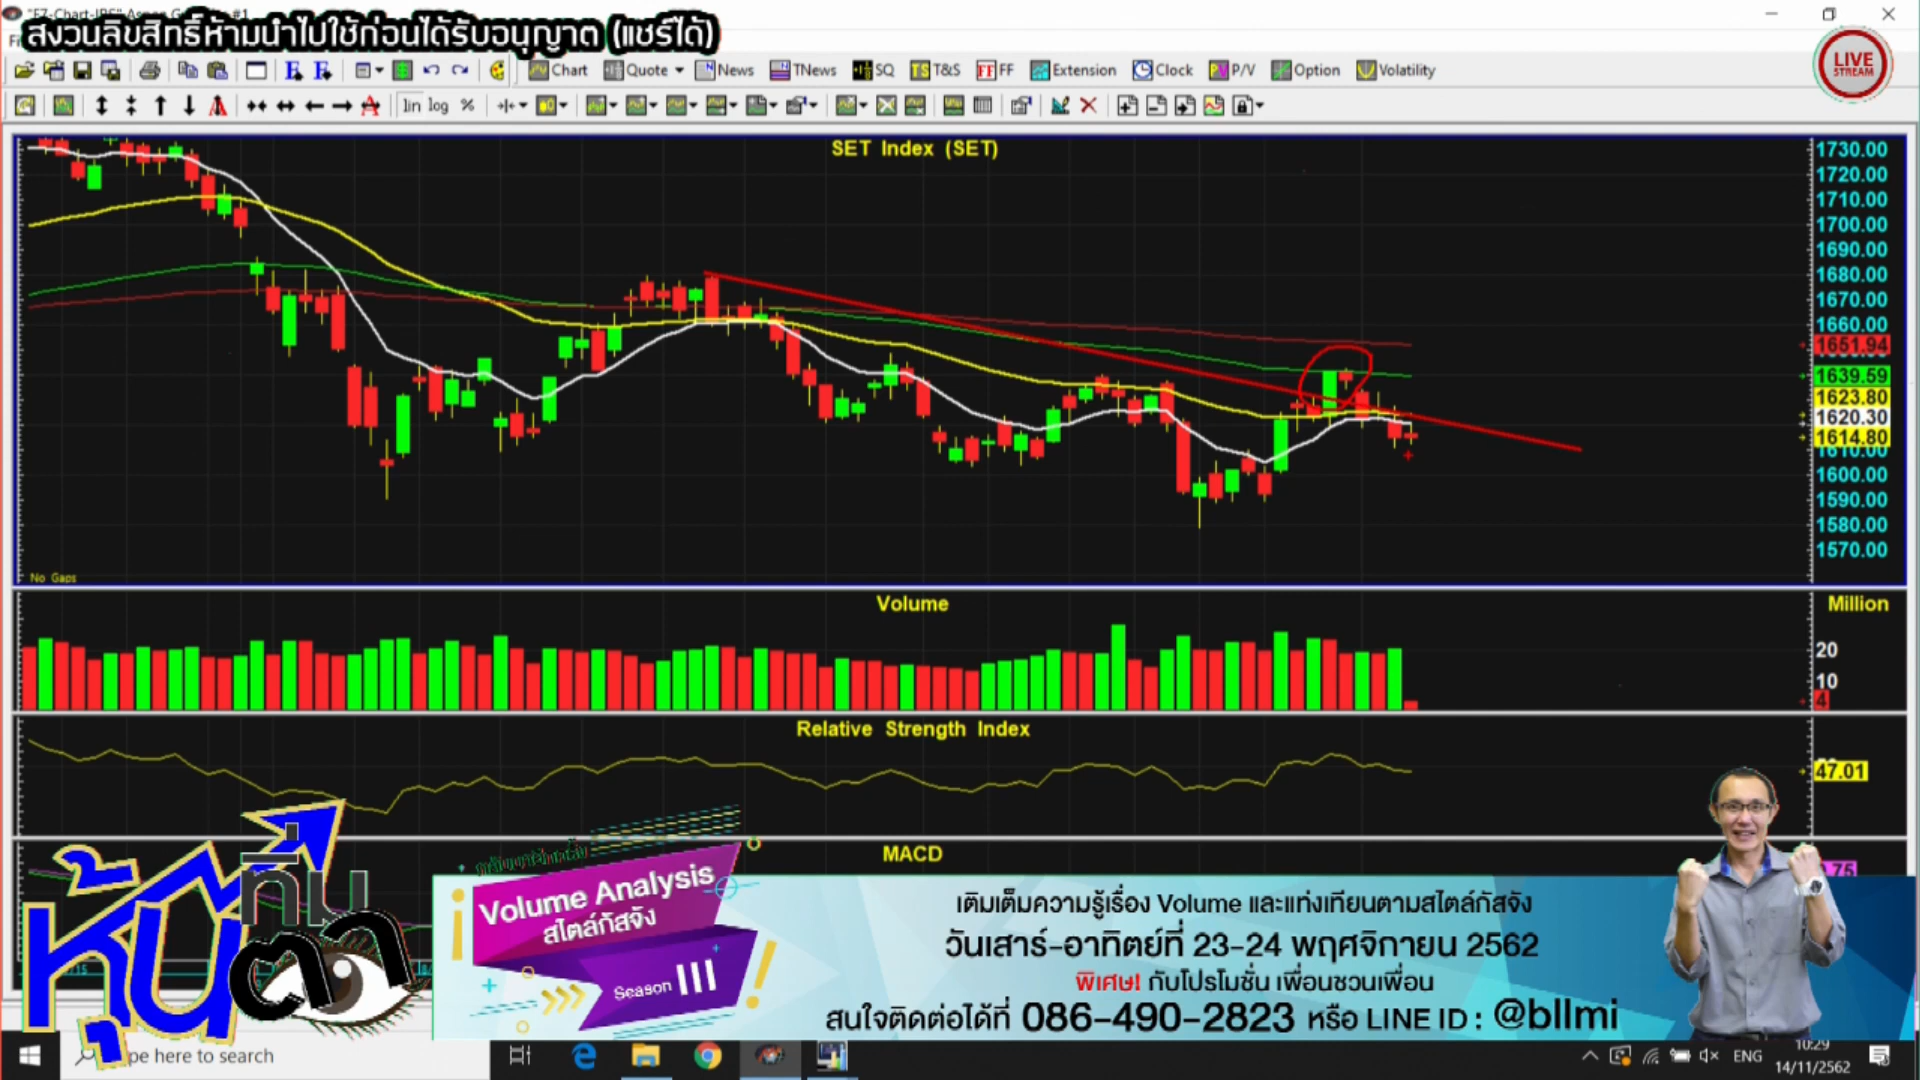 สงวนลิขสิทธิ์ห้ามนำไปใช้ก่อนได้รับอนุญาต (แชร์ได้)
LIVE
STREAM
Chart Quote News TNews SQ T&S FF Extension Clock P/V Option Volatility
lin log %
SET Index (SET)
1730.00
1720.00
1710.00
1700.00
1690.00
1680.00
1670.00
1660.00
1651.94
1639.59
1623.80
1620.30
1614.80
1610.00
1600.00
1590.00
1580.00
1570.00
No Gaps
Volume
Million
20
10
4
Relative Strength Index
47.01
MACD
หุ้นทิ่มตา
Volume Analysis
สไตล์กัสจัง
Season III
เติมเต็มความรู้เรื่อง Volume และแท่งเทียนตามสไตล์กัสจัง
วันเสาร์-อาทิตย์ที่ 23-24 พฤศจิกายน 2562
พิเศษ! กับโปรโมชั่น เพื่อนชวนเพื่อน
สนใจติดต่อได้ที่ 086-490-2823 หรือ LINE ID : @bllmi
pe here to search
ENG
10:29
14/11/2562